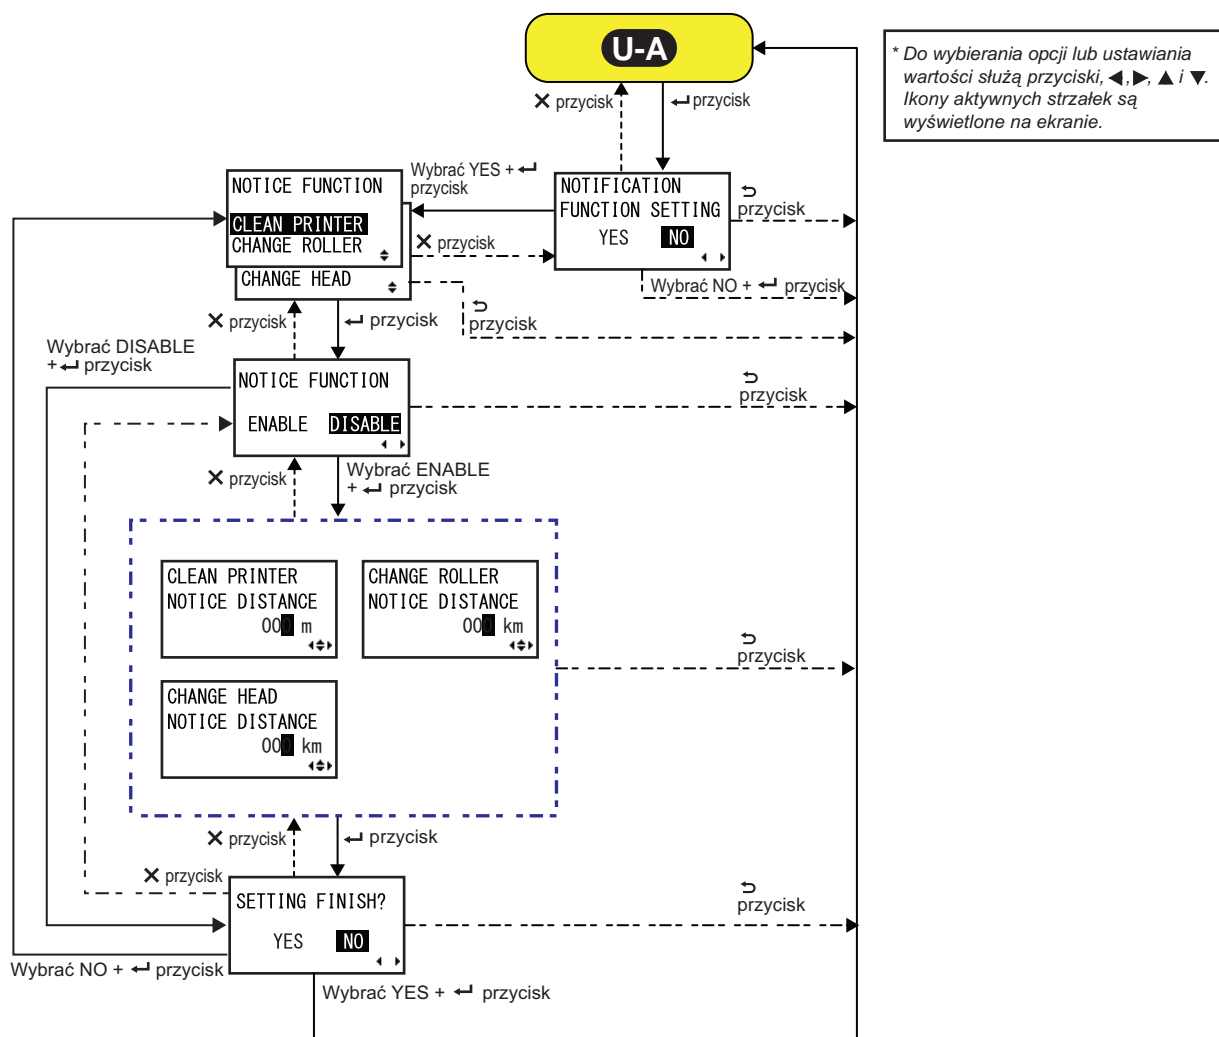 U-A
* Do wybierania opcji lub ustawiania
wartości służą przyciski, ◀, ▶, ▲ i ▼.
Ikony aktywnych strzałek są
wyświetlone na ekranie.
✕ przycisk
↵ przycisk
Wybrać YES + ↵
przycisk
NOTICE FUNCTION
CLEAN PRINTER
CHANGE ROLLER
CHANGE HEAD
NOTIFICATION
FUNCTION SETTING
YES NO
⮌
przycisk
✕ przycisk
Wybrać NO + ↵ przycisk
✕ przycisk
↵ przycisk
⮌
przycisk
Wybrać DISABLE
+ ↵ przycisk
NOTICE FUNCTION
ENABLE DISABLE
⮌
przycisk
✕ przycisk
Wybrać ENABLE
+ ↵ przycisk
CLEAN PRINTER
NOTICE DISTANCE
000 m
CHANGE ROLLER
NOTICE DISTANCE
000 km
CHANGE HEAD
NOTICE DISTANCE
000 km
⮌
przycisk
✕ przycisk
↵ przycisk
✕ przycisk
SETTING FINISH?
YES NO
⮌
przycisk
Wybrać NO + ↵ przycisk
Wybrać YES + ↵ przycisk